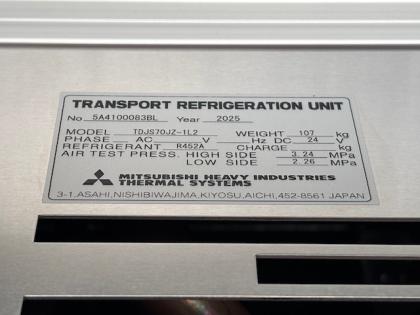 TRANSPORT REFRIGERATION UNIT
No. 5A4100083BL Year 2025
MODEL TDJS70JZ-1L2 WEIGHT 107 kg
PHASE AC V Hz DC 24 V
REFRIGERANT R452A CHARGE kg
AIR TEST PRESS. HIGH SIDE 3.24 MPa
LOW SIDE 2.26 MPa
MITSUBISHI HEAVY INDUSTRIES
THERMAL SYSTEMS
3-1, ASAHI, NISHIBIWAJIMA, KIYOSU, AICHI, 452-8561 JAPAN